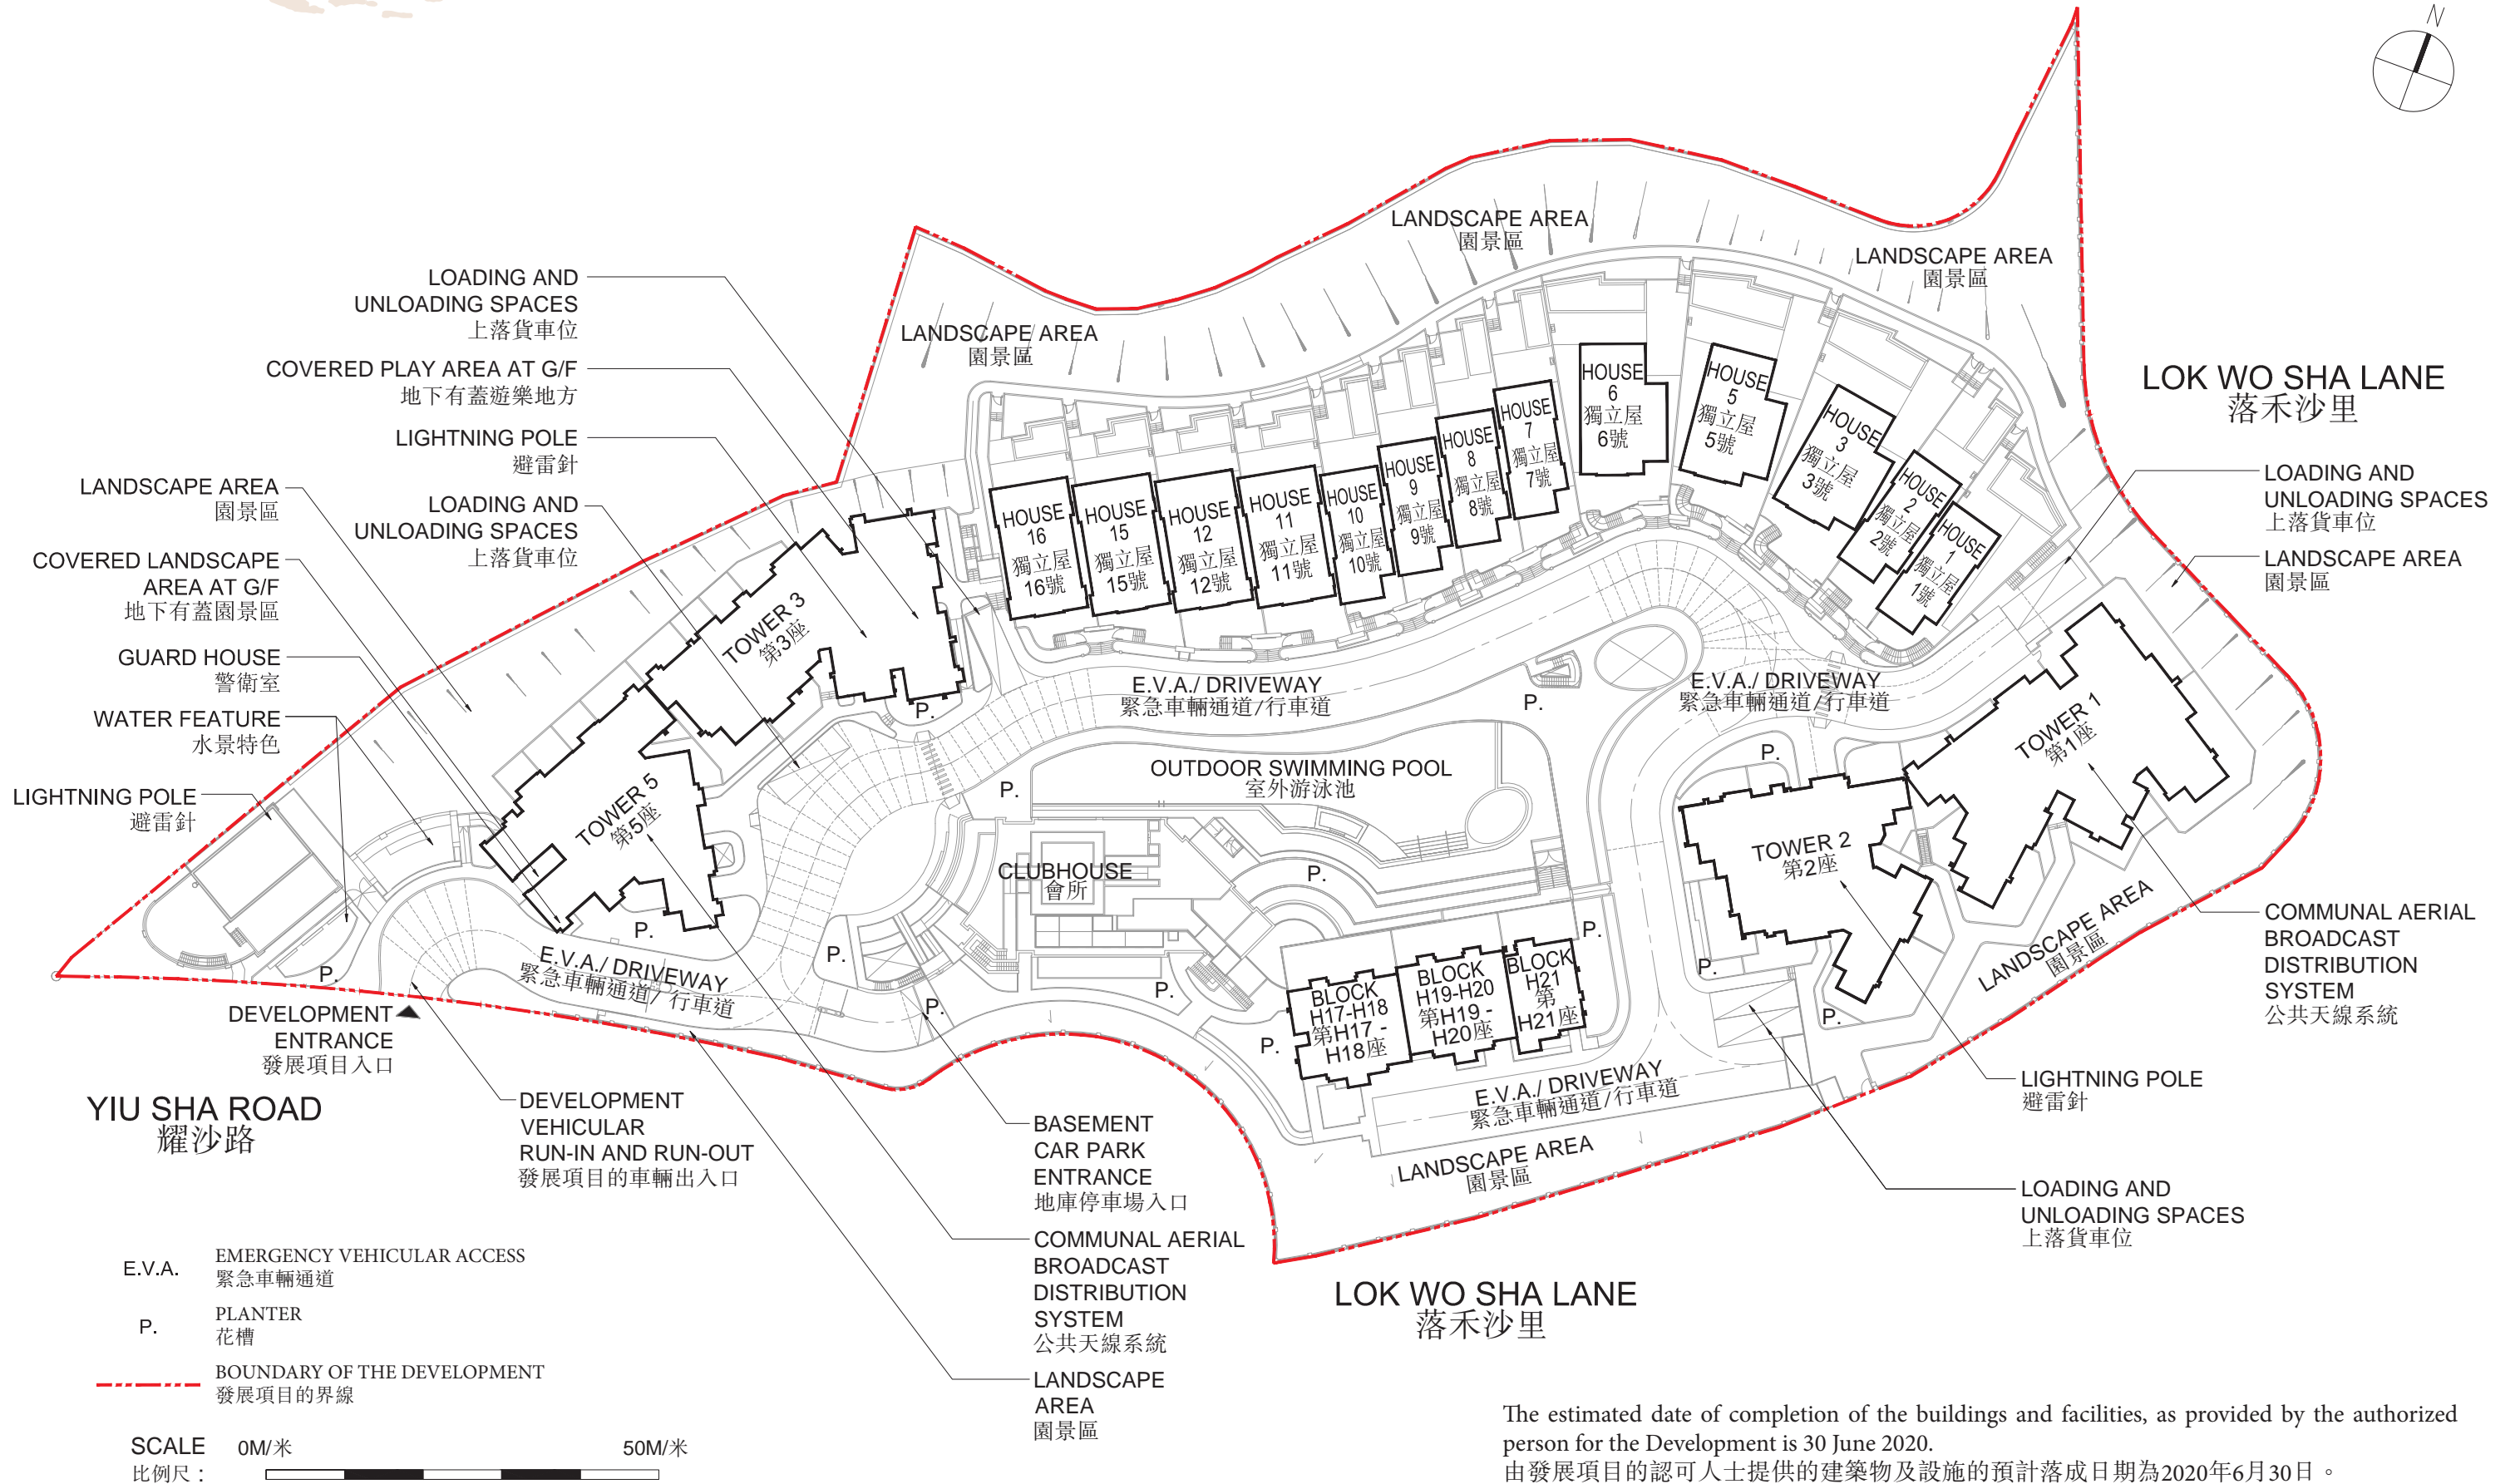 N
LANDSCAPE AREA
園景區
LANDSCAPE AREA
園景區
LANDSCAPE AREA
園景區
LOADING AND
UNLOADING SPACES
上落貨車位
COVERED PLAY AREA AT G/F
地下有蓋遊樂地方
LIGHTNING POLE
避雷針
LOADING AND
UNLOADING SPACES
上落貨車位
LANDSCAPE AREA
園景區
COVERED LANDSCAPE
AREA AT G/F
地下有蓋園景區
GUARD HOUSE
警衛室
WATER FEATURE
水景特色
LIGHTNING POLE
避雷針
HOUSE
16
獨立屋
16號
HOUSE
15
獨立屋
15號
HOUSE
12
獨立屋
12號
HOUSE
11
獨立屋
11號
HOUSE
10
獨立屋
10號
HOUSE
9
獨立屋
9號
HOUSE
8
獨立屋
8號
HOUSE
7
獨立屋
7號
HOUSE
6
獨立屋
6號
HOUSE
5
獨立屋
5號
HOUSE
3
獨立屋
3號
HOUSE
2
獨立屋
2號
HOUSE
1
獨立屋
1號
LOK WO SHA LANE
落禾沙里
LOADING AND
UNLOADING SPACES
上落貨車位
LANDSCAPE AREA
園景區
TOWER 3
第3座
TOWER 5
第5座
TOWER 1
第1座
TOWER 2
第2座
E.V.A./ DRIVEWAY
緊急車輛通道/行車道
E.V.A./ DRIVEWAY
緊急車輛通道/行車道
P.
P.
P.
P.
OUTDOOR SWIMMING POOL
室外游泳池
CLUBHOUSE
會所
P.
P.
P.
P.
P.
P.
P.
P.
P.
P.
E.V.A./ DRIVEWAY
緊急車輛通道/行車道
BLOCK
H17-H18
第H17 -
H18座
BLOCK
H19-H20
第H19 -
H20座
BLOCK
H21
第
H21座
LANDSCAPE AREA
園景區
COMMUNAL AERIAL
BROADCAST
DISTRIBUTION
SYSTEM
公共天線系統
LIGHTNING POLE
避雷針
LOADING AND
UNLOADING SPACES
上落貨車位
E.V.A./ DRIVEWAY
緊急車輛通道/行車道
LANDSCAPE AREA
園景區
DEVELOPMENT
ENTRANCE
發展項目入口
YIU SHA ROAD
耀沙路
DEVELOPMENT
VEHICULAR
RUN-IN AND RUN-OUT
發展項目的車輛出入口
BASEMENT
CAR PARK
ENTRANCE
地庫停車場入口
COMMUNAL AERIAL
BROADCAST
DISTRIBUTION
SYSTEM
公共天線系統
LANDSCAPE
AREA
園景區
LOK WO SHA LANE
落禾沙里
E.V.A. EMERGENCY VEHICULAR ACCESS
緊急車輛通道
P. PLANTER
花槽
BOUNDARY OF THE DEVELOPMENT
發展項目的界線
SCALE 0M/米 50M/米
比例尺：
The estimated date of completion of the buildings and facilities, as provided by the authorized
person for the Development is 30 June 2020.
由發展項目的認可人士提供的建築物及設施的預計落成日期為2020年6月30日。